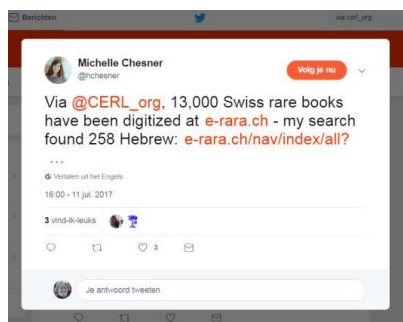 Berichten
via cerl_org
Michelle Chesner
@hchesner
Volg je nu
Via @CERL_org, 13,000 Swiss rare books
have been digitized at e-rara.ch - my search
found 258 Hebrew: e-rara.ch/nav/index/all?
...
Vertalen uit het Engels
16:00 - 11 jul. 2017
3 vind-ik-leuks
3
Je antwoord tweeten